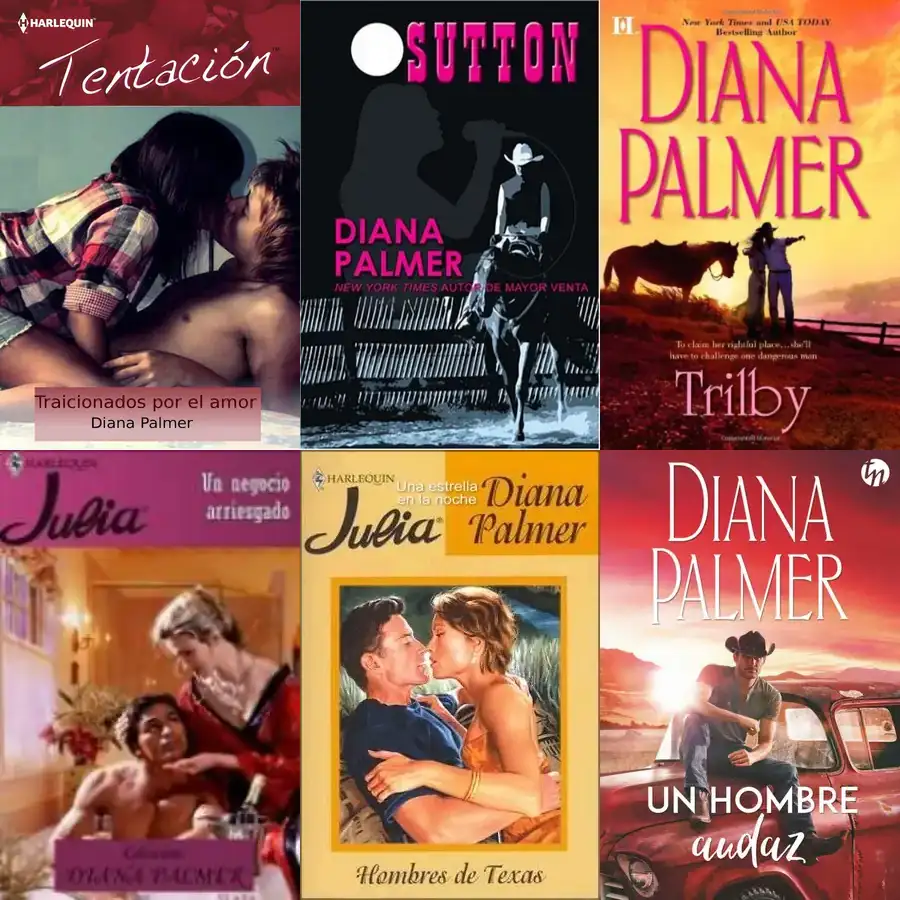 HARLEQUIN™
Tentación™
Traicionados por el amor
Diana Palmer
SUTTON
DIANA
PALMER
NEW YORK TIMES AUTOR DE MAYOR VENTA
H
New York Times and USA TODAY
Bestselling Author
DIANA
PALMER
To claim her rightful place...she'll
have to challenge one dangerous man
Trilby
HARLEQUIN
Julia®
Un negocio
arriesgado
DIANA PALMER
HARLEQUIN
Julia®
Una estrella
en la noche
Diana
Palmer
Hombres de Texas
DIANA
PALMER
UN HOMBRE
audaz